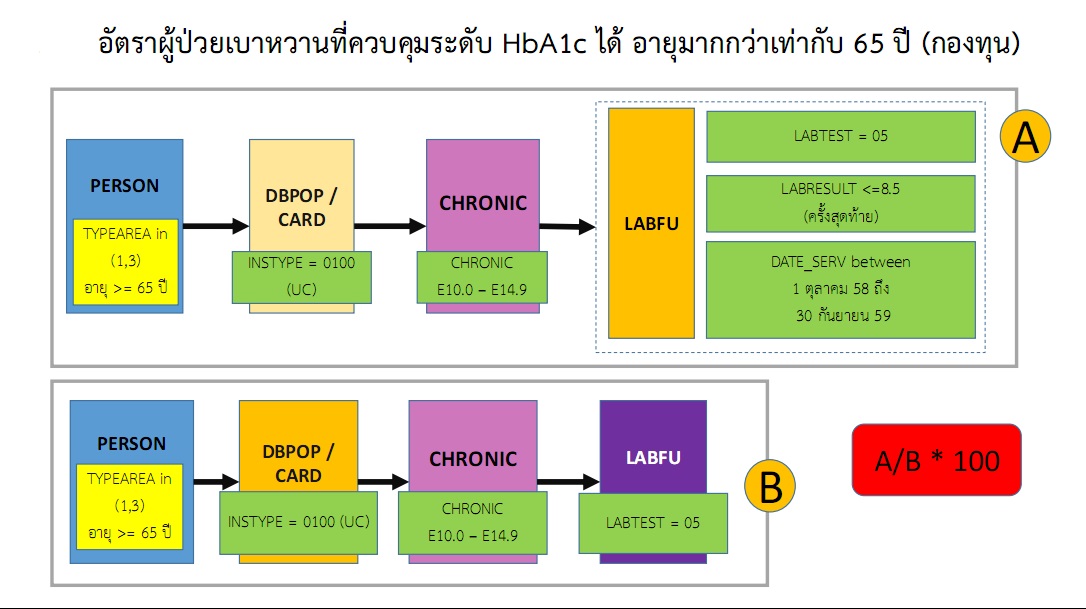 อัตราผู้ป่วยเบาหวานที่ควบคุมระดับ HbA1c ได้ อายุมากกว่าเท่ากับ 65 ปี (กองทุน)
A
PERSON
TYPEAREA in
(1,3)
อายุ >= 65 ปี
DBPOP /
CARD
INSTYPE = 0100
(UC)
CHRONIC
CHRONIC
E10.0 – E14.9
LABFU
LABTEST = 05
LABRESULT <=8.5
(ครั้งสุดท้าย)
DATE_SERV between
1 ตุลาคม 58 ถึง
30 กันยายน 59
B
PERSON
TYPEAREA in
(1,3)
อายุ >= 65 ปี
DBPOP /
CARD
INSTYPE = 0100 (UC)
CHRONIC
CHRONIC
E10.0 – E14.9
LABFU
LABTEST = 05
A/B * 100